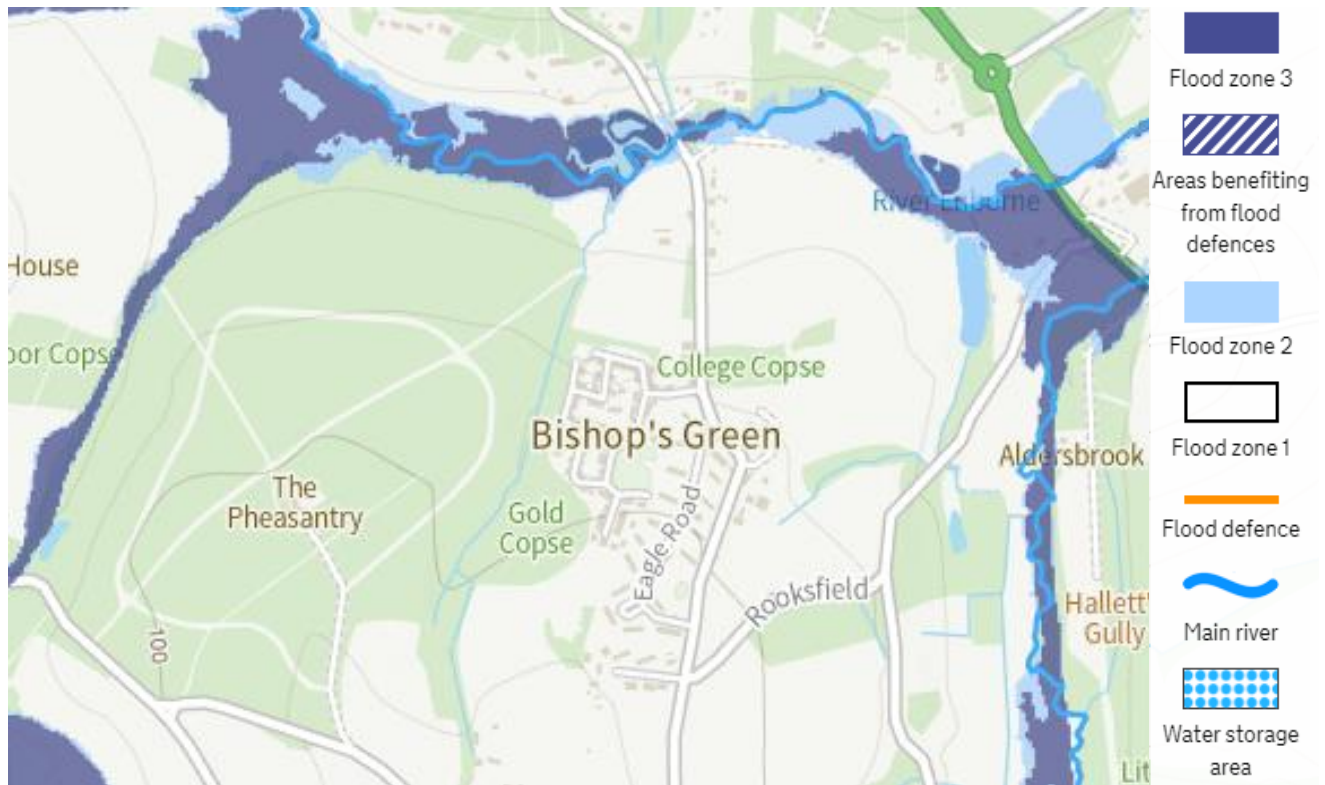 River Enborne
House
oor Copse
College Copse
Bishop's Green
Aldersbrook
The
Pheasantry
Gold
Copse
Eagle Road
Rooksfield
Hallett'
Gully
100
Lit
Flood zone 3
Areas benefiting
from flood
defences
Flood zone 2
Flood zone 1
Flood defence
Main river
Water storage
area